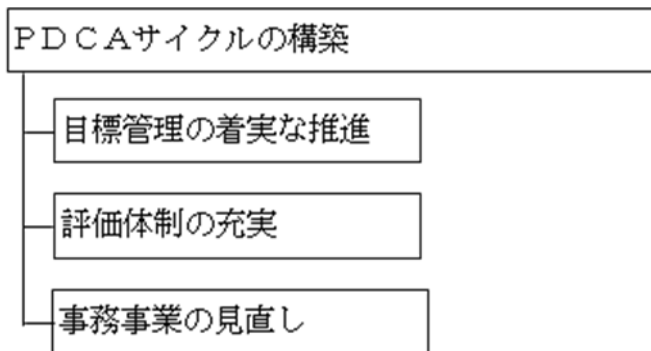 ＰＤＣＡサイクルの構築
目標管理の着実な推進
評価体制の充実
事務事業の見直し